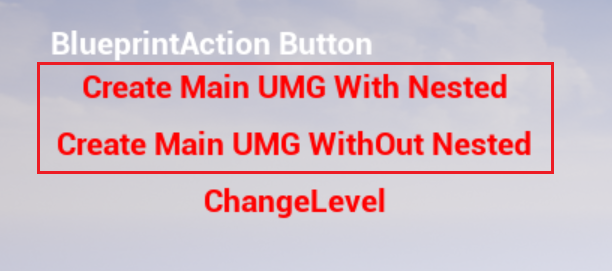 BlueprintAction Button
Create Main UMG With Nested
Create Main UMG WithOut Nested
ChangeLevel